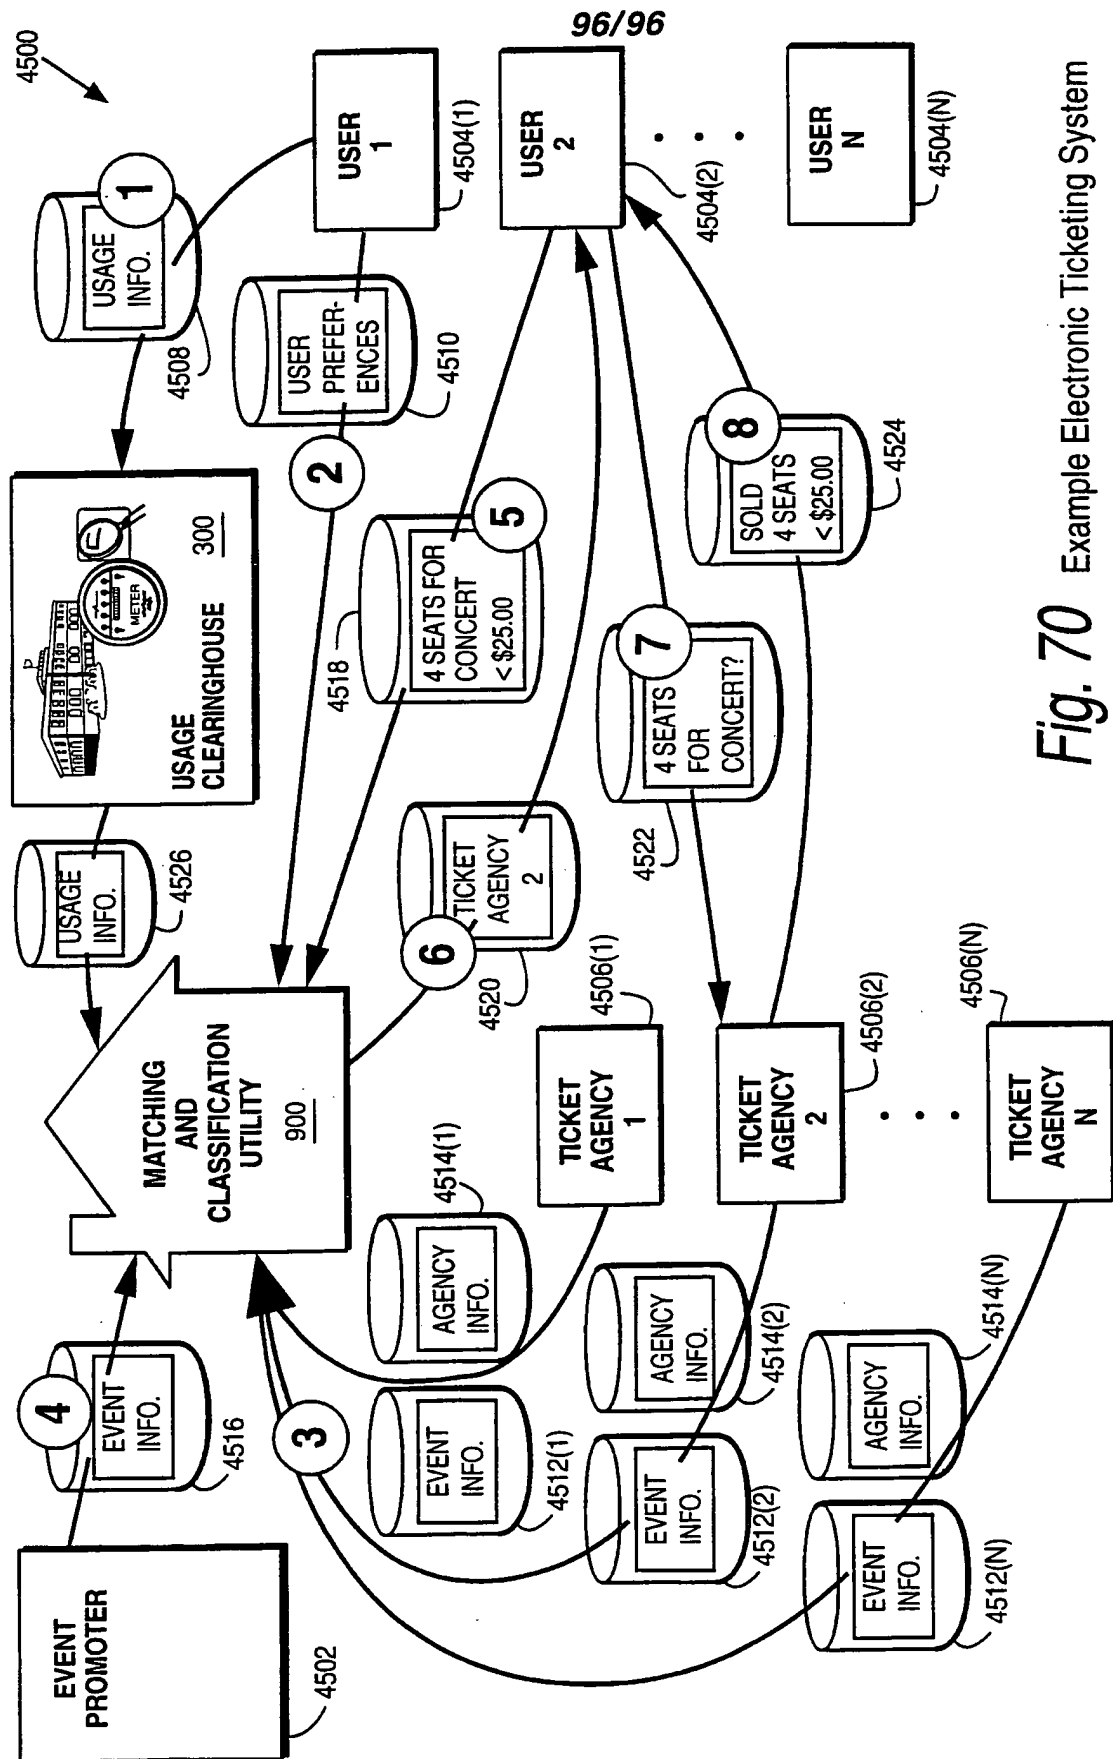 96/96
4500
EVENT
PROMOTER
4502
4
EVENT
INFO.
4516
MATCHING
AND
CLASSIFICATION
UTILITY
900
USAGE
INFO.
4526
METER
300
USAGE
CLEARINGHOUSE
1
USAGE
INFO.
4508
USER
1
4504(1)
2
USER
PREFER-
ENCES
4510
3
EVENT
INFO.
4512(1)
AGENCY
INFO.
4514(1)
TICKET
AGENCY
1
4506(1)
6
TICKET
AGENCY
2
4520
4518
5
4 SEATS FOR
CONCERT
< $25.00
USER
2
4504(2)
EVENT
INFO.
4512(2)
AGENCY
INFO.
4514(2)
TICKET
AGENCY
2
4506(2)
7
4 SEATS
FOR
CONCERT?
4522
8
SOLD
4 SEATS
< $25.00
4524
USER
N
4504(N)
EVENT
INFO.
4512(N)
AGENCY
INFO.
4514(N)
TICKET
AGENCY
N
4506(N)
Fig. 70 Example Electronic Ticketing System